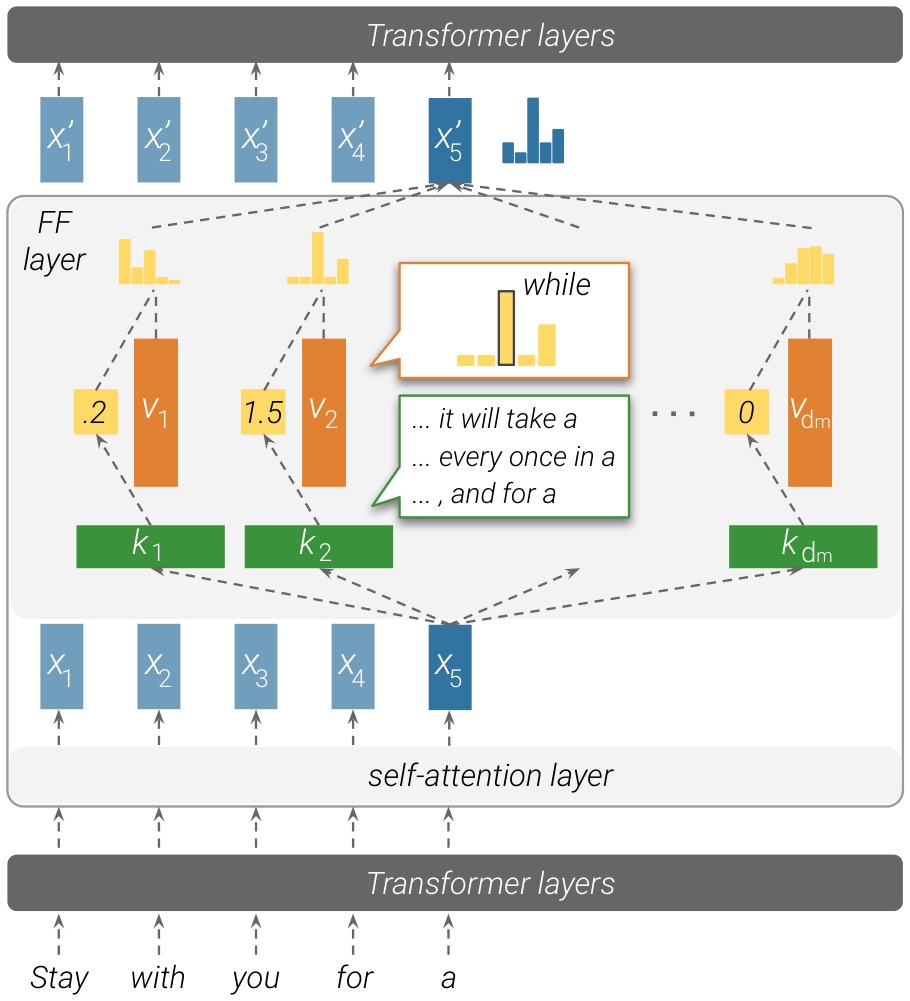 Transformer layers
x′1 x′2 x′3 x′4 x′5
FF
layer
while
.2 v1 1.5 v2 ... 0 vdm
... it will take a
... every once in a
... , and for a
k1 k2 kdm
x1 x2 x3 x4 x5
self-attention layer
Transformer layers
Stay with you for a